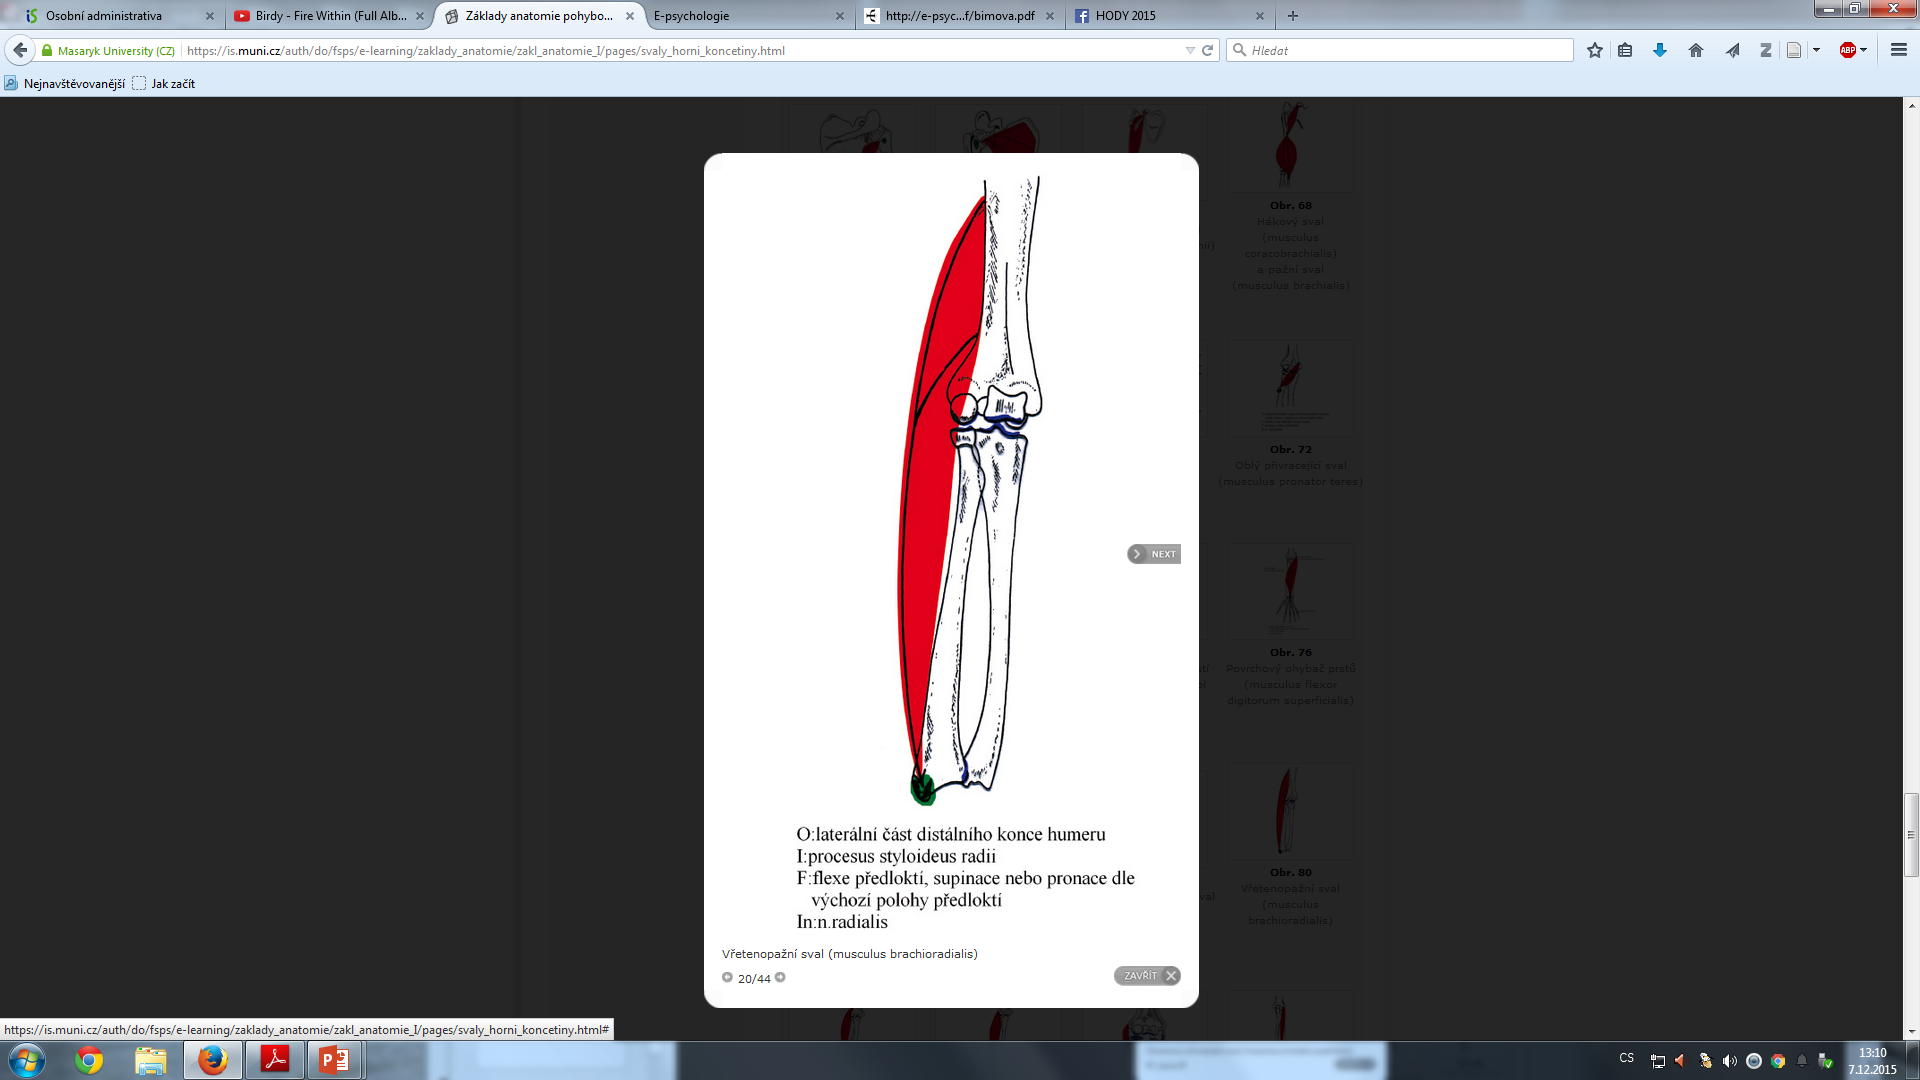 Osobní administrativa
Birdy - Fire Within (Full Alb...
Základy anatomie pohybo...
E-psychologie
http://e-psyc...f/bimova.pdf
HODY 2015
Masaryk University (CZ)
https://is.muni.cz/auth/do/fsps/e-learning/zaklady_anatomie/zakl_anatomie_I/pages/svaly_horni_koncetiny.html
Hledat
ABP
Nejnavštěvovanější
Jak začít
Obr. 68
Hákový sval
(musculus
coracobrachialis)
a pažní sval
(musculus brachialis)
Obr. 72
Oblý přivracející sval
(musculus pronator teres)
NEXT
Obr. 76
Povrchový ohybač prstů
(musculus flexor
digitorum superficialis)
O:laterální část distálního konce humeru
I:procesus styloideus radii
F:flexe předloktí, supinace nebo pronace dle
výchozí polohy předloktí
In:n.radialis
Obr. 80
Vřetenopažní sval
(musculus
brachioradialis)
Vřetenopažní sval (musculus brachioradialis)
20/44
ZAVŘÍT
https://is.muni.cz/auth/do/fsps/e-learning/zaklady_anatomie/zakl_anatomie_I/pages/svaly_horni_koncetiny.html#
CS
13:10
7.12.2015